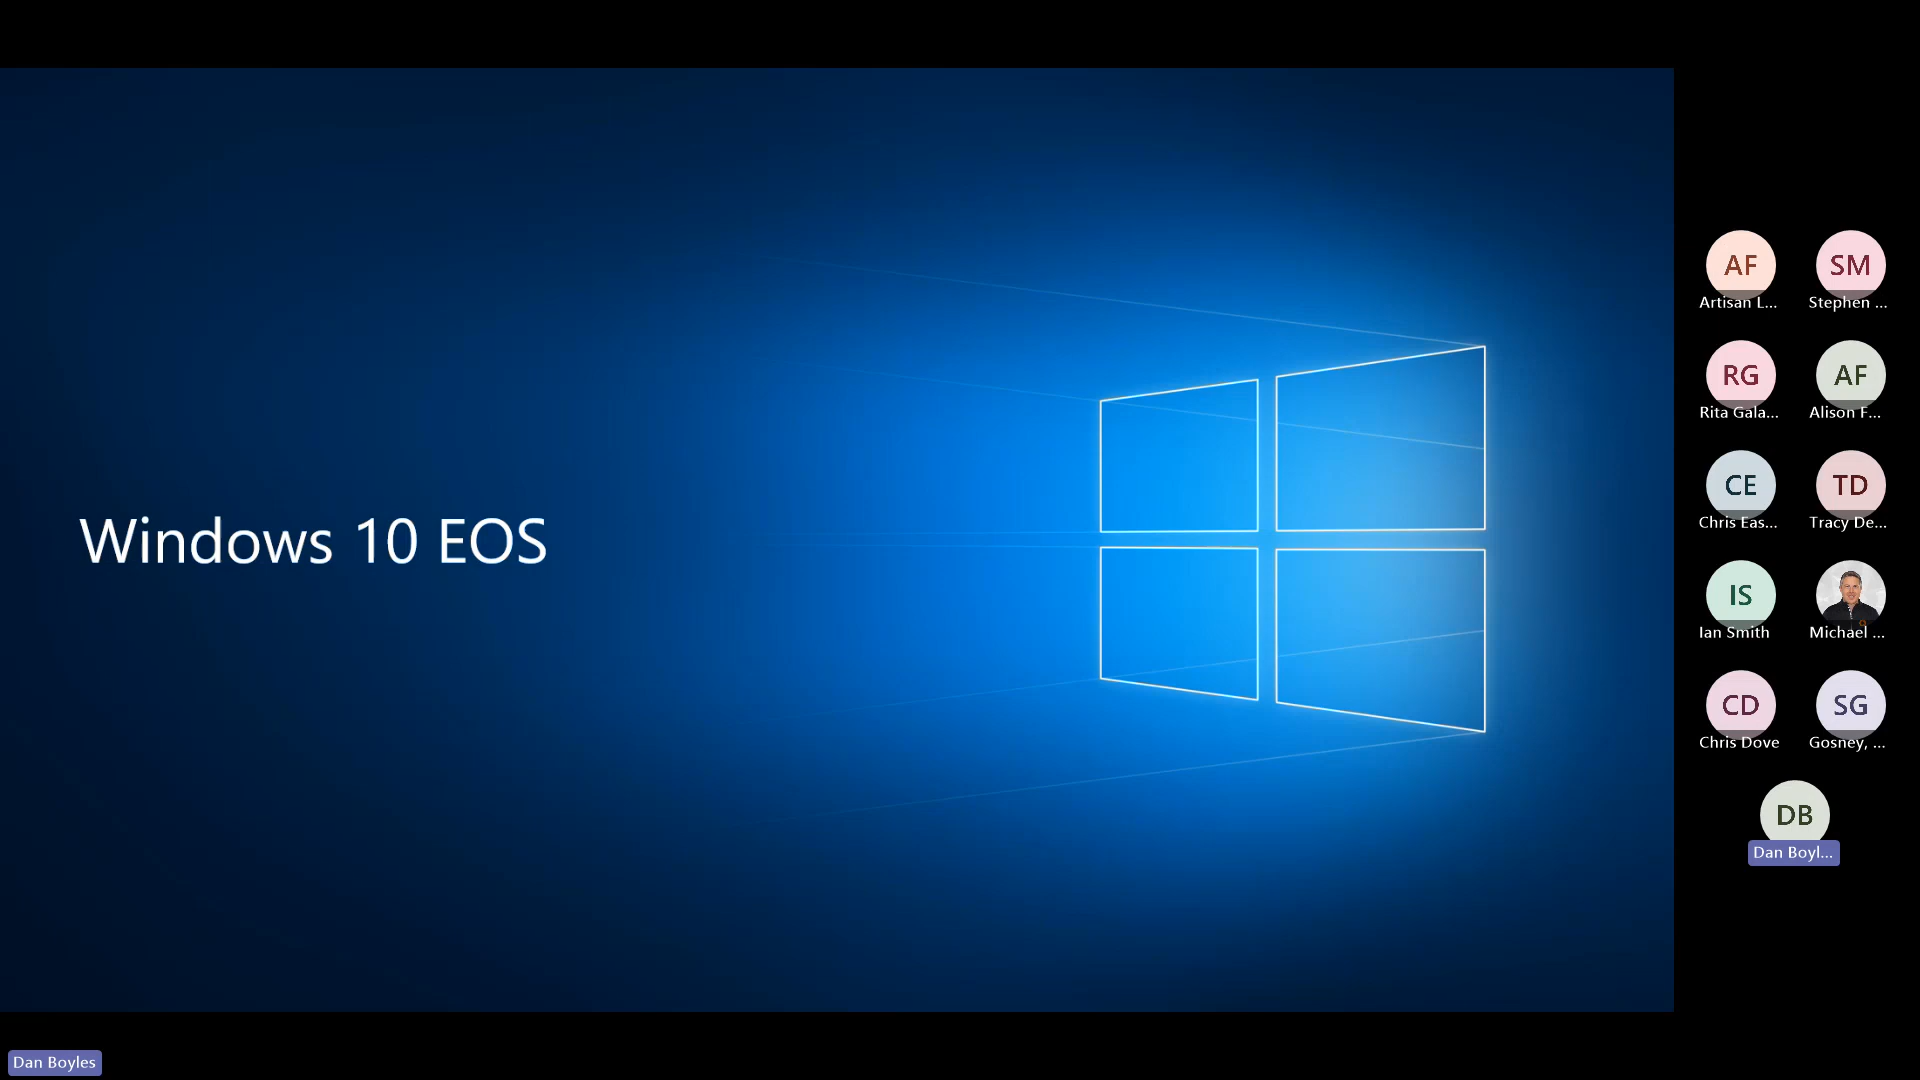 Windows 10 EOS
AF
Artisan L...
SM
Stephen ...
RG
Rita Gala...
AF
Alison F...
CE
Chris Eas...
TD
Tracy De...
IS
Ian Smith
Michael ...
CD
Chris Dove
SG
Gosney, ...
DB
Dan Boyl...
Dan Boyles